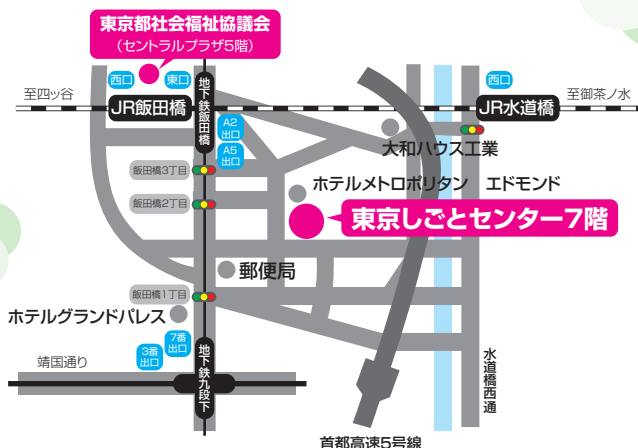 東京都社会福祉協議会
（セントラルプラザ5階）
西口
東口
西口
至四ッ谷
至御茶ノ水
JR飯田橋
地下鉄飯田橋
JR水道橋
A2
出口
A5
出口
大和ハウス工業
飯田橋3丁目
ホテルメトロポリタン　エドモンド
飯田橋2丁目
東京しごとセンター7階
郵便局
飯田橋1丁目
ホテルグランドパレス
7番
出口
3番
出口
地下鉄九段下
靖国通り
水道橋西通
首都高速5号線